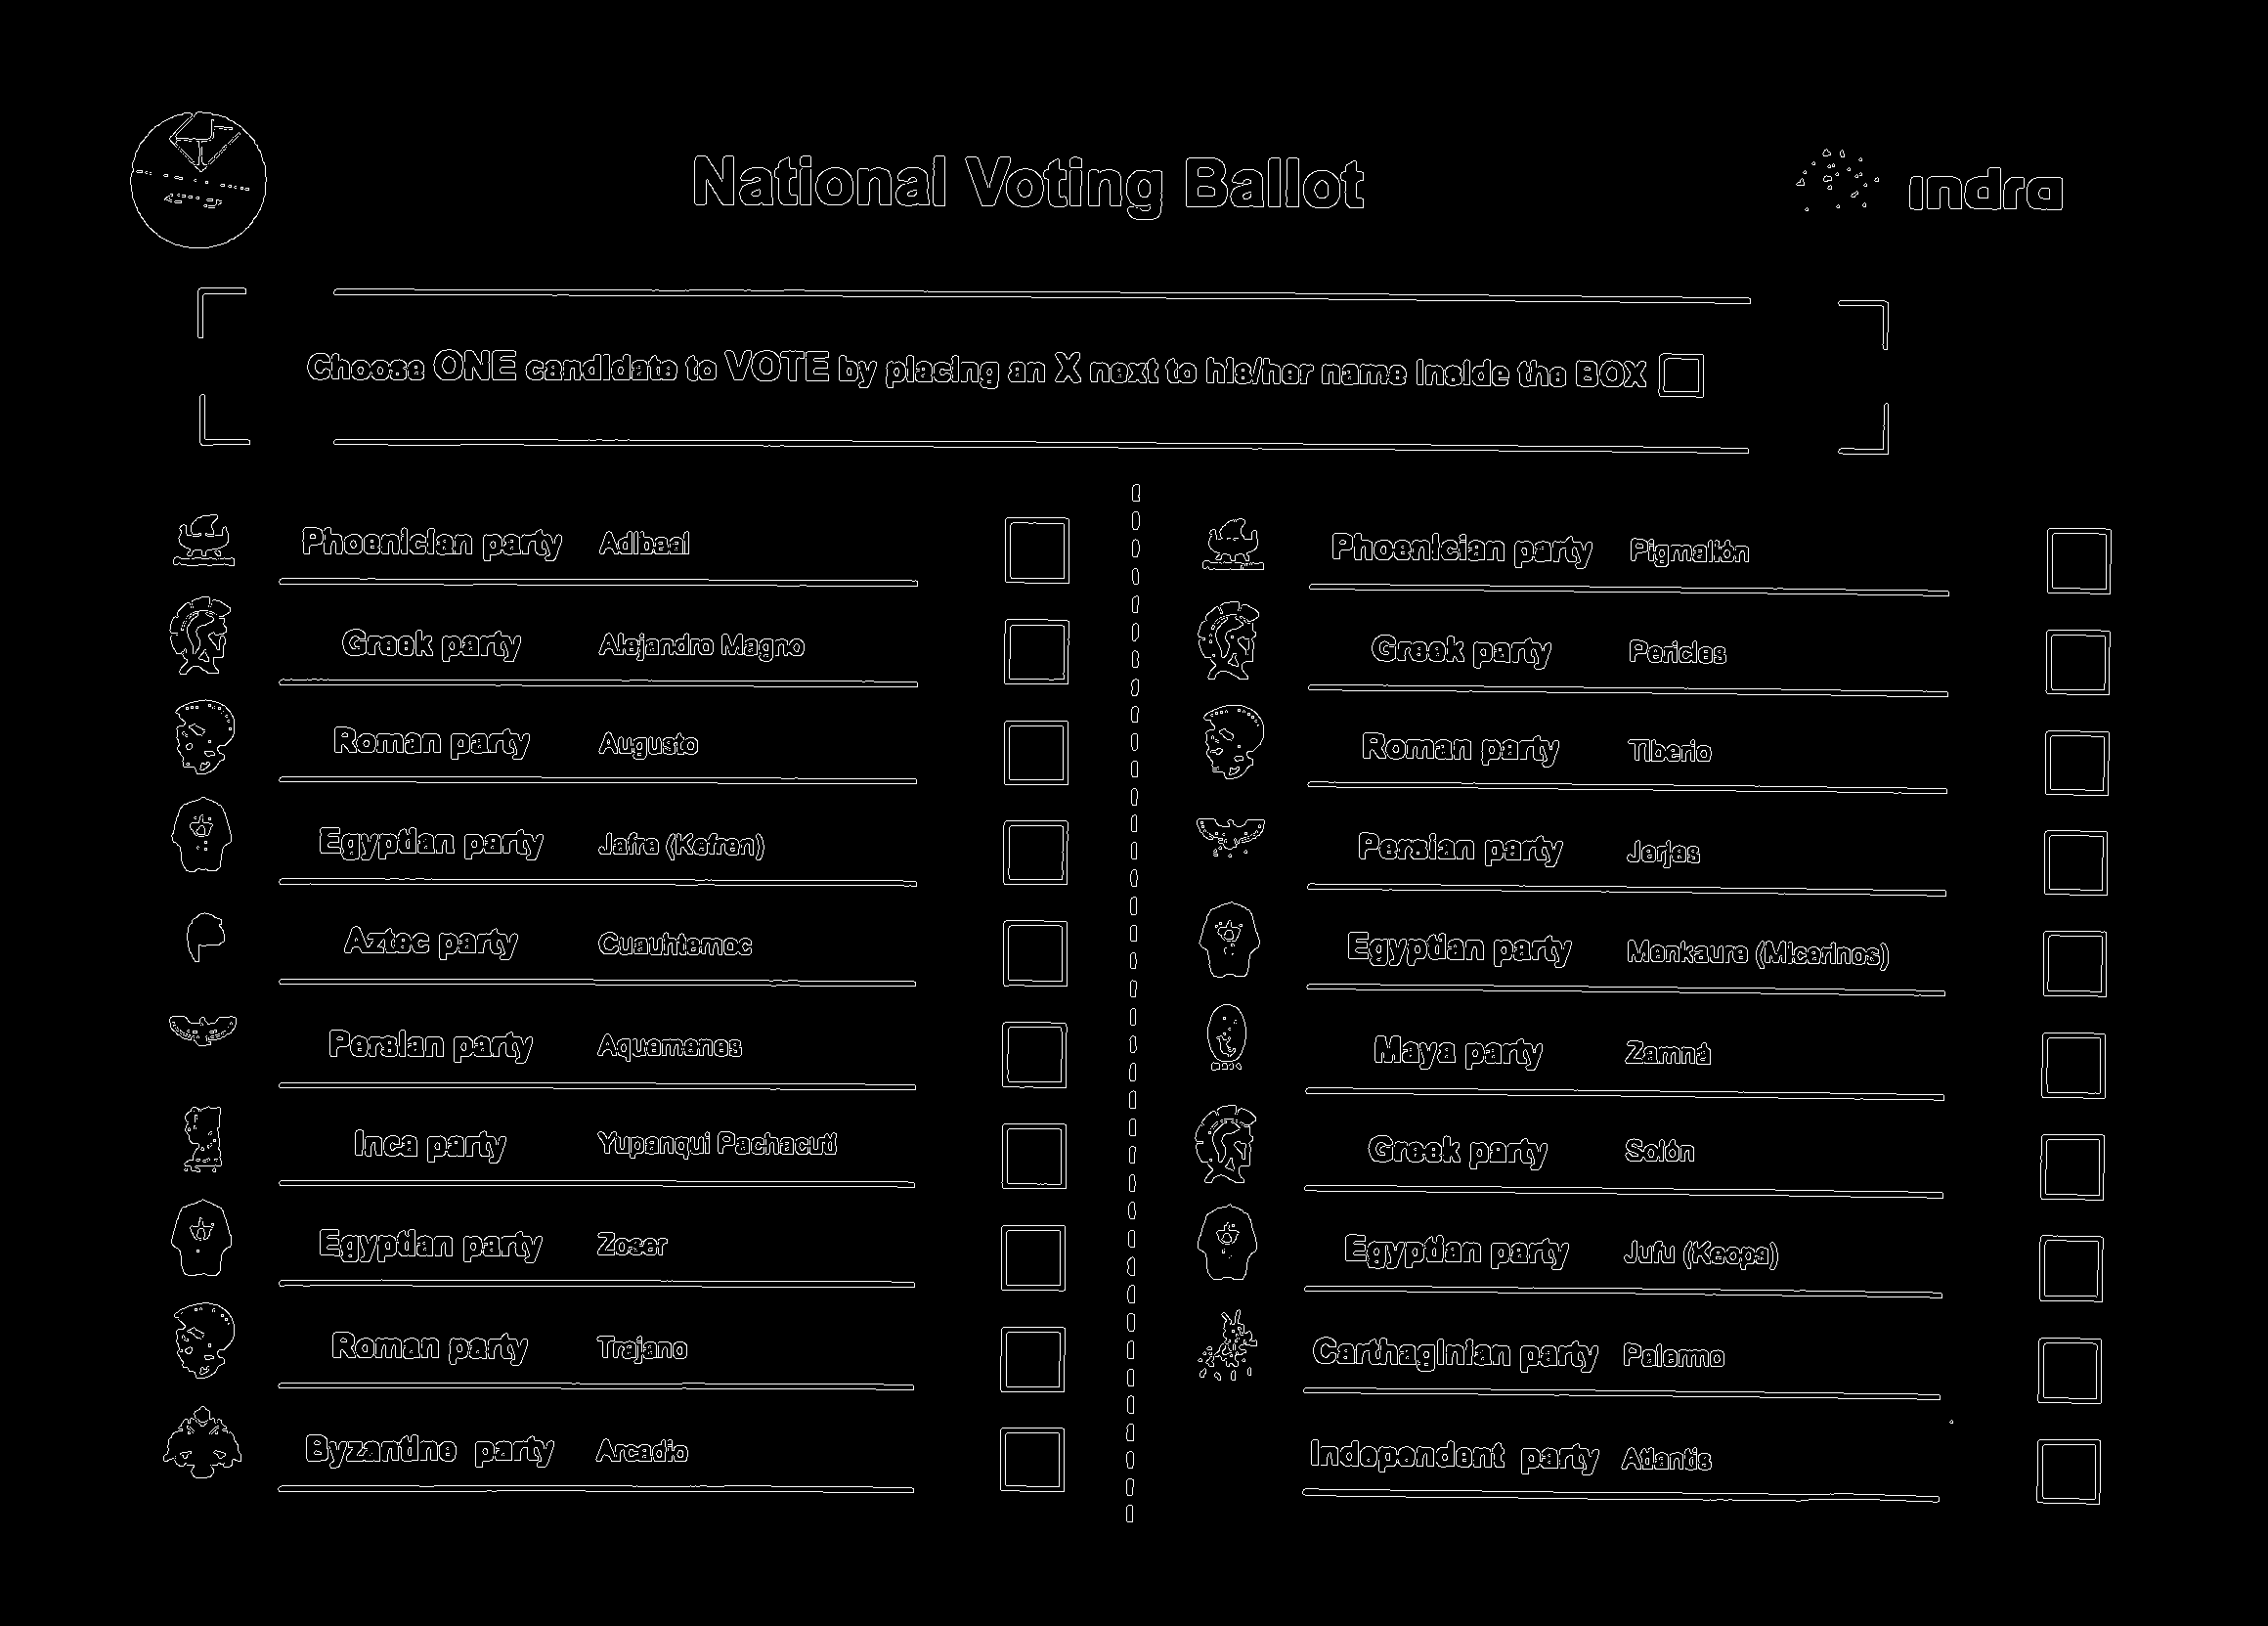 National Voting Ballot
indra
Choose ONE candidate to VOTE by placing an X next to his/her name inside the BOX
Phoenician party Adibaal
Greek party Alejandro Magno
Roman party Augusto
Egyptian party Jafra (Kefren)
Aztec party Cuauhtemoc
Persian party Aquemenes
Inca party Yupanqui Pachacuti
Egyptian party Zoser
Roman party Trajano
Byzantine party Arcadio
Phoenician party Pigmalión
Greek party Pericles
Roman party Tiberio
Persian party Jerjes
Egyptian party Menkaura (Micerinos)
Maya party Zamná
Greek party Solón
Egyptian party Jufu (Keops)
Carthaginian party Palermo
Independent party Atlantis